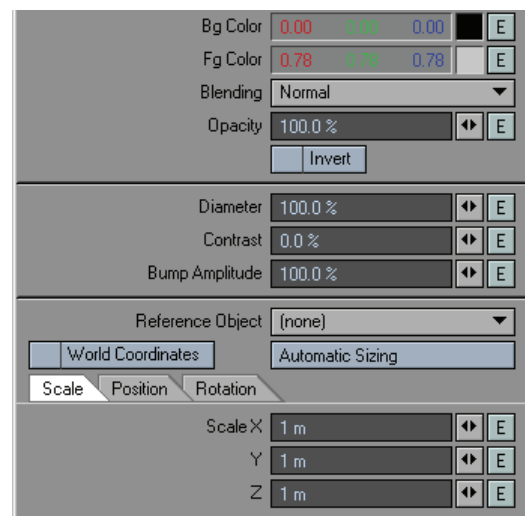 Bg Color 0.00 0.00 0.00 E
Fg Color 0.78 0.78 0.78 E
Blending Normal
Opacity 100.0 % E
Invert
Diameter 100.0 % E
Contrast 0.0 % E
Bump Amplitude 100.0 % E
Reference Object (none)
World Coordinates Automatic Sizing
Scale Position Rotation
Scale X 1 m E
Y 1 m E
Z 1 m E